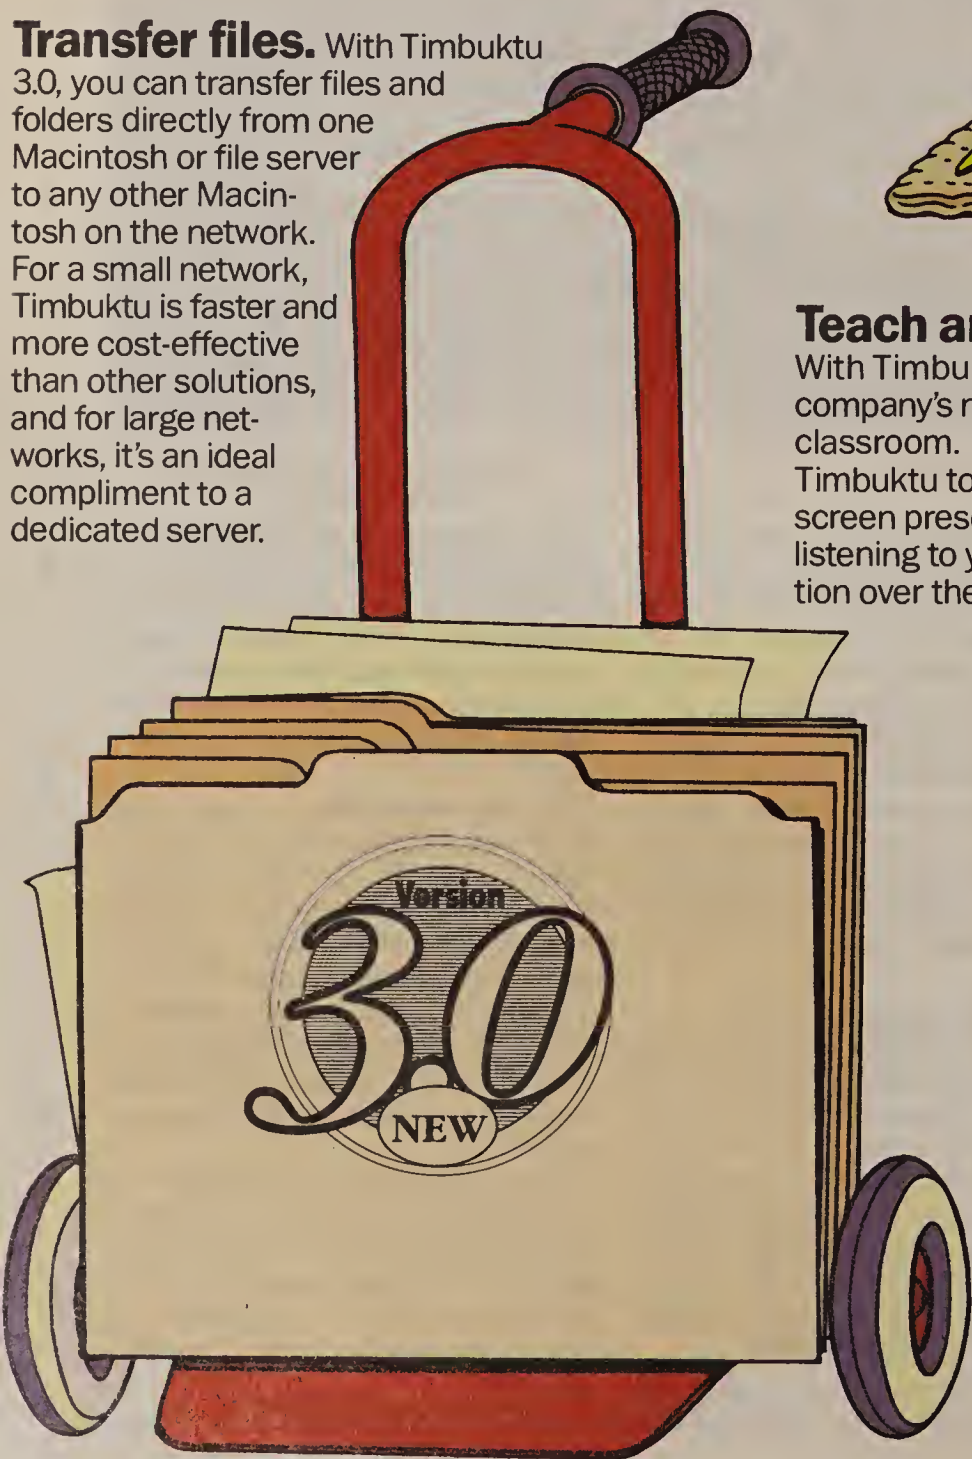 Transfer files. With Timbuktu
3.0, you can transfer files and
folders directly from one
Macintosh or file server
to any other Macin-
tosh on the network.
For a small network,
Timbuktu is faster and
more cost-effective
than other solutions,
and for large net-
works, it's an ideal
compliment to a
dedicated server.
Teach
With
company's
classroom.
Timbuktu to
screen
listening to
tion over the
Version
3.0
NEW